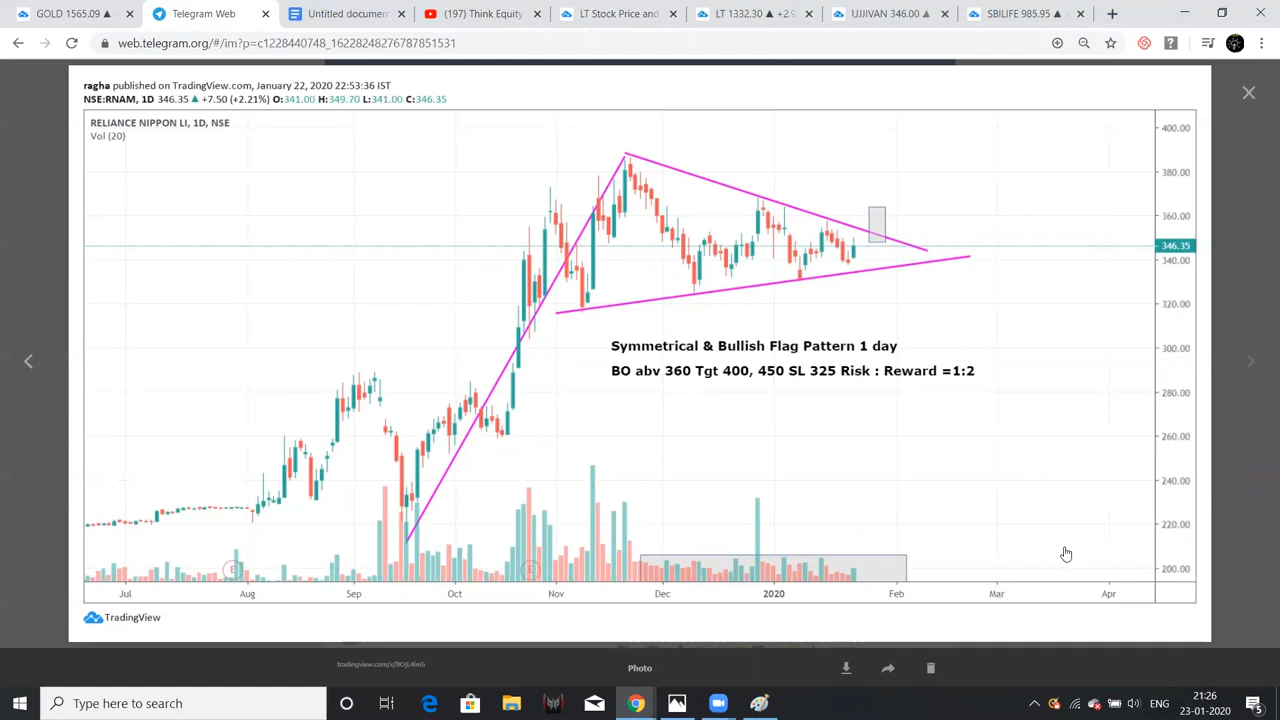 GOLD 1565.09
Telegram Web
Untitled document
(197) Think Equity
LT Stock Price and
LT 1332.30 ▲ +2.9
UJJIVAN 346.00 ▲
SBILIFE 985.95 ▲
web.telegram.org/#/im?p=c1228440748_16228248276787851531
ragha published on TradingView.com, January 22, 2020 22:53:36 IST
NSE:RNAM, 1D 346.35 ▲ +7.50 (+2.21%) O:341.00 H:349.70 L:341.00 C:346.35
RELIANCE NIPPON LI, 1D, NSE
Vol (20)
400.00
380.00
360.00
346.35
340.00
320.00
300.00
280.00
260.00
240.00
220.00
200.00
Symmetrical & Bullish Flag Pattern 1 day
BO abv 360 Tgt 400, 450 SL 325 Risk : Reward =1:2
E E
Jul Aug Sep Oct Nov Dec 2020 Feb Mar Apr
TradingView
Photo
Type here to search
ENG
21:26
23-01-2020
5